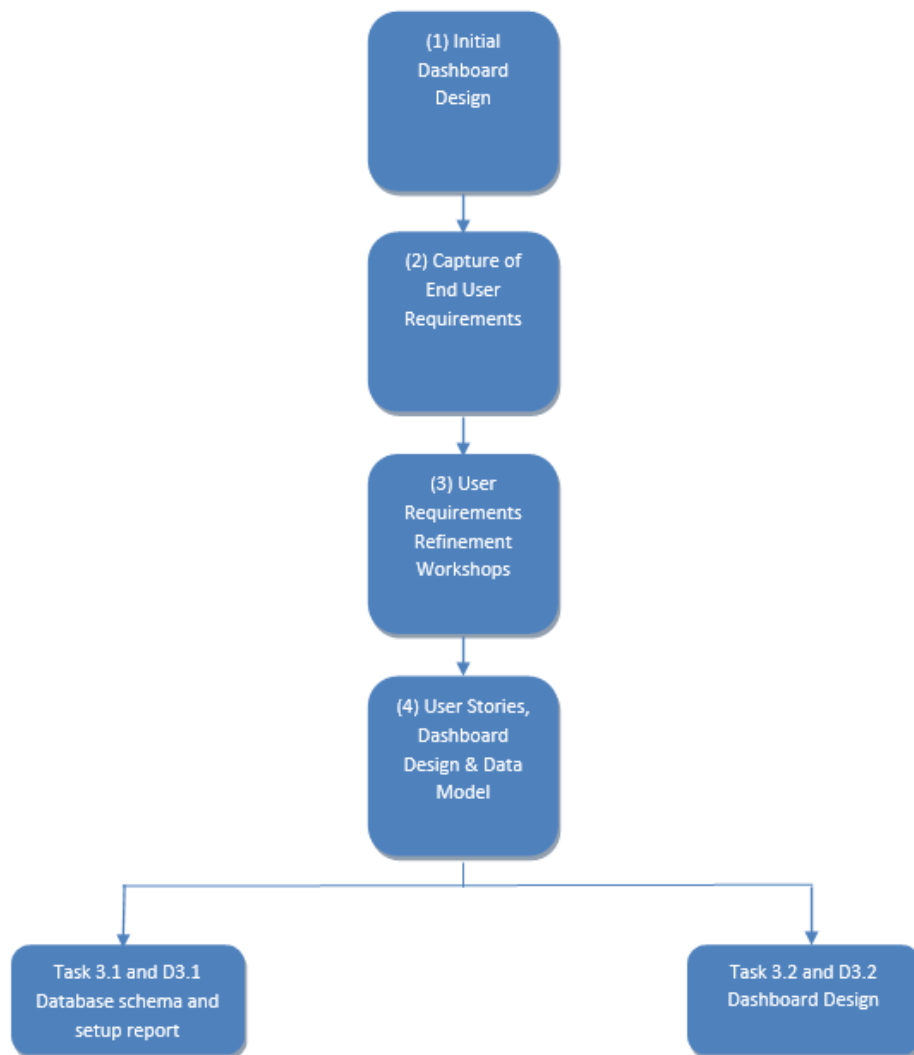 (1) Initial
Dashboard
Design
(2) Capture of
End User
Requirements
(3) User
Requirements
Refinement
Workshops
(4) User Stories,
Dashboard
Design & Data
Model
Task 3.1 and D3.1
Database schema and
setup report
Task 3.2 and D3.2
Dashboard Design